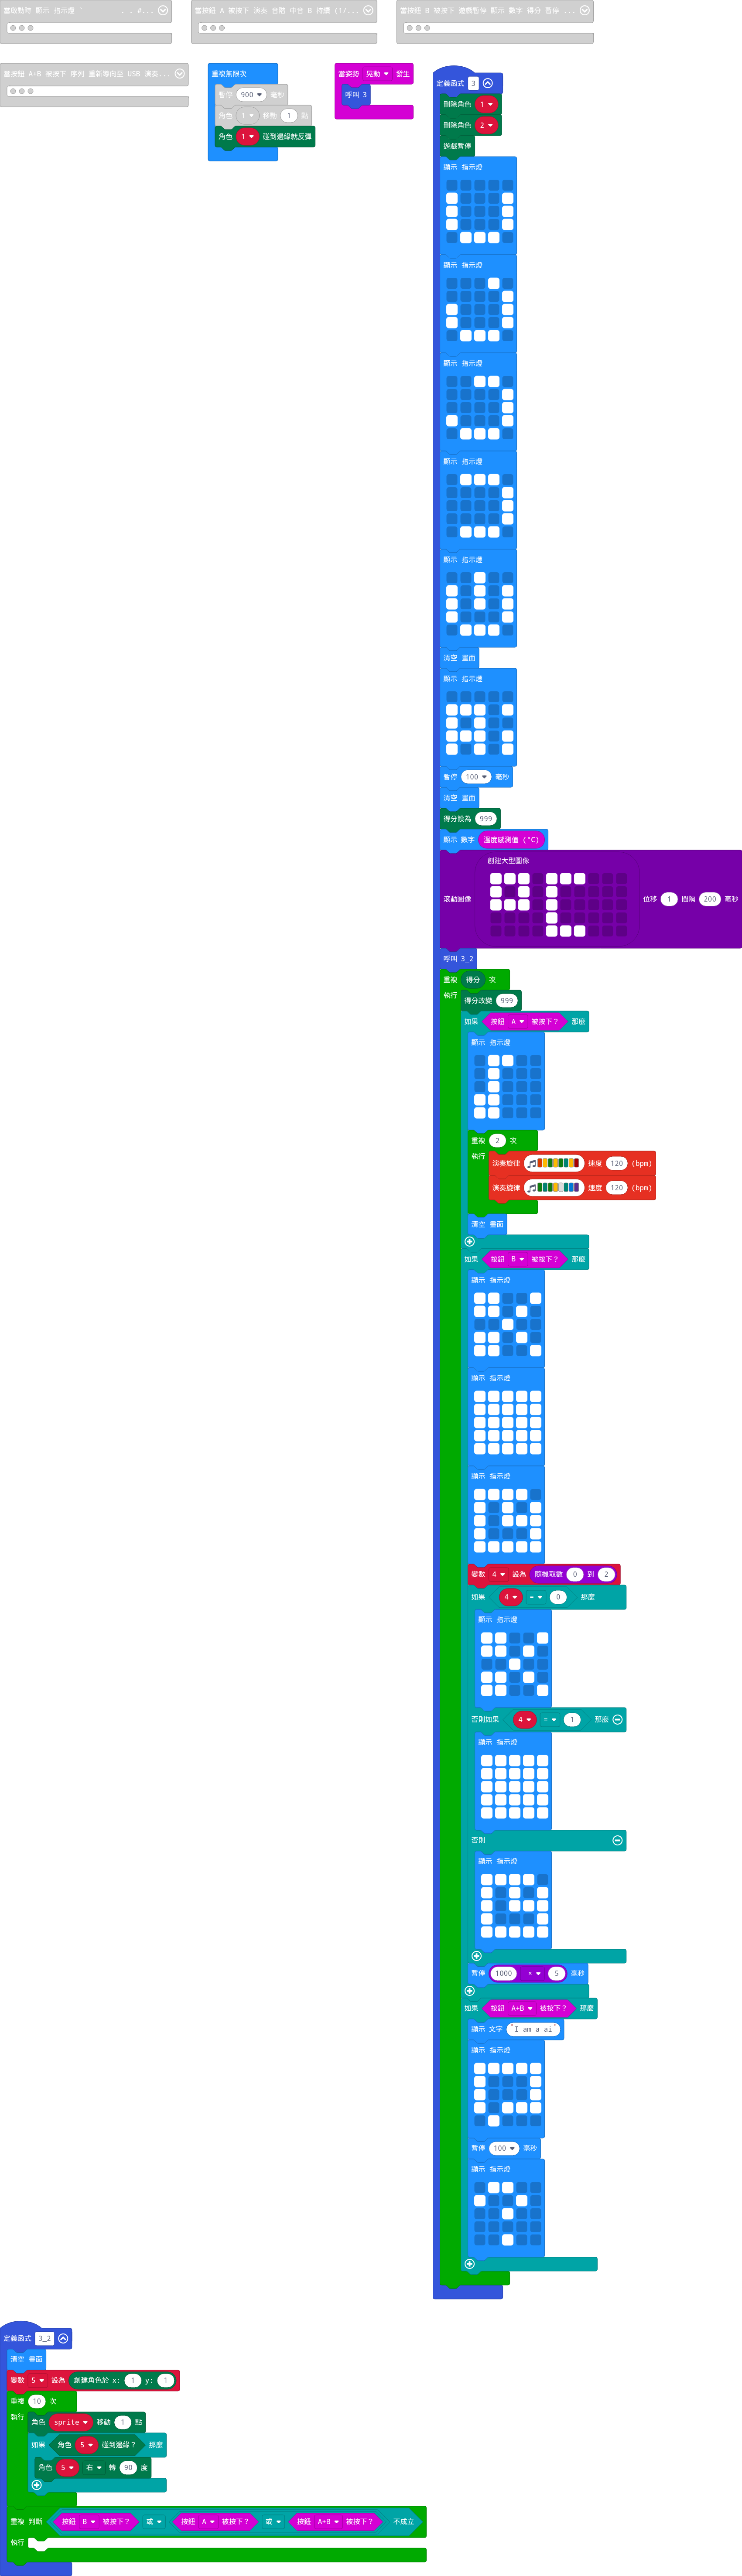 當啟動時 顯示 指示燈 ` . . #...
當按鈕 A 被按下 演奏 音階 中音 B 持續 (1/...
當按鈕 B 被按下 遊戲暫停 顯示 數字 得分 暫停 ...
當按鈕 A+B 被按下 序列 重新導向至 USB 演奏...
重複無限次
暫停 900 毫秒
角色 1 移動 1 點
角色 1 碰到邊緣就反彈
當姿勢 晃動 發生
呼叫 3
定義函式 3
刪除角色 1
刪除角色 2
遊戲暫停
顯示 指示燈
顯示 指示燈
顯示 指示燈
顯示 指示燈
顯示 指示燈
清空 畫面
顯示 指示燈
暫停 100 毫秒
清空 畫面
得分設為 999
顯示 數字 溫度感測值 (°C)
創建大型圖像
滾動圖像 位移 1 間隔 200 毫秒
呼叫 3_2
重複 得分 次
執行 得分改變 999
如果 按鈕 A 被按下？ 那麼
顯示 指示燈
重複 2 次
執行 演奏旋律 速度 120 (bpm)
演奏旋律 速度 120 (bpm)
清空 畫面
如果 按鈕 B 被按下？ 那麼
顯示 指示燈
顯示 指示燈
顯示 指示燈
變數 4 設為 隨機取數 0 到 2
如果 4 = 0 那麼
顯示 指示燈
否則如果 4 = 1 那麼
顯示 指示燈
否則
顯示 指示燈
暫停 1000 × 5 毫秒
如果 按鈕 A+B 被按下？ 那麼
顯示 文字 "I am a ai"
顯示 指示燈
暫停 100 毫秒
顯示 指示燈
定義函式 3_2
清空 畫面
變數 5 設為 創建角色於 x: 1 y: 1
重複 10 次
執行 角色 sprite 移動 1 點
如果 角色 5 碰到邊緣？ 那麼
角色 5 右 轉 90 度
重複 判斷 按鈕 B 被按下？ 或 按鈕 A 被按下？ 或 按鈕 A+B 被按下？ 不成立
執行